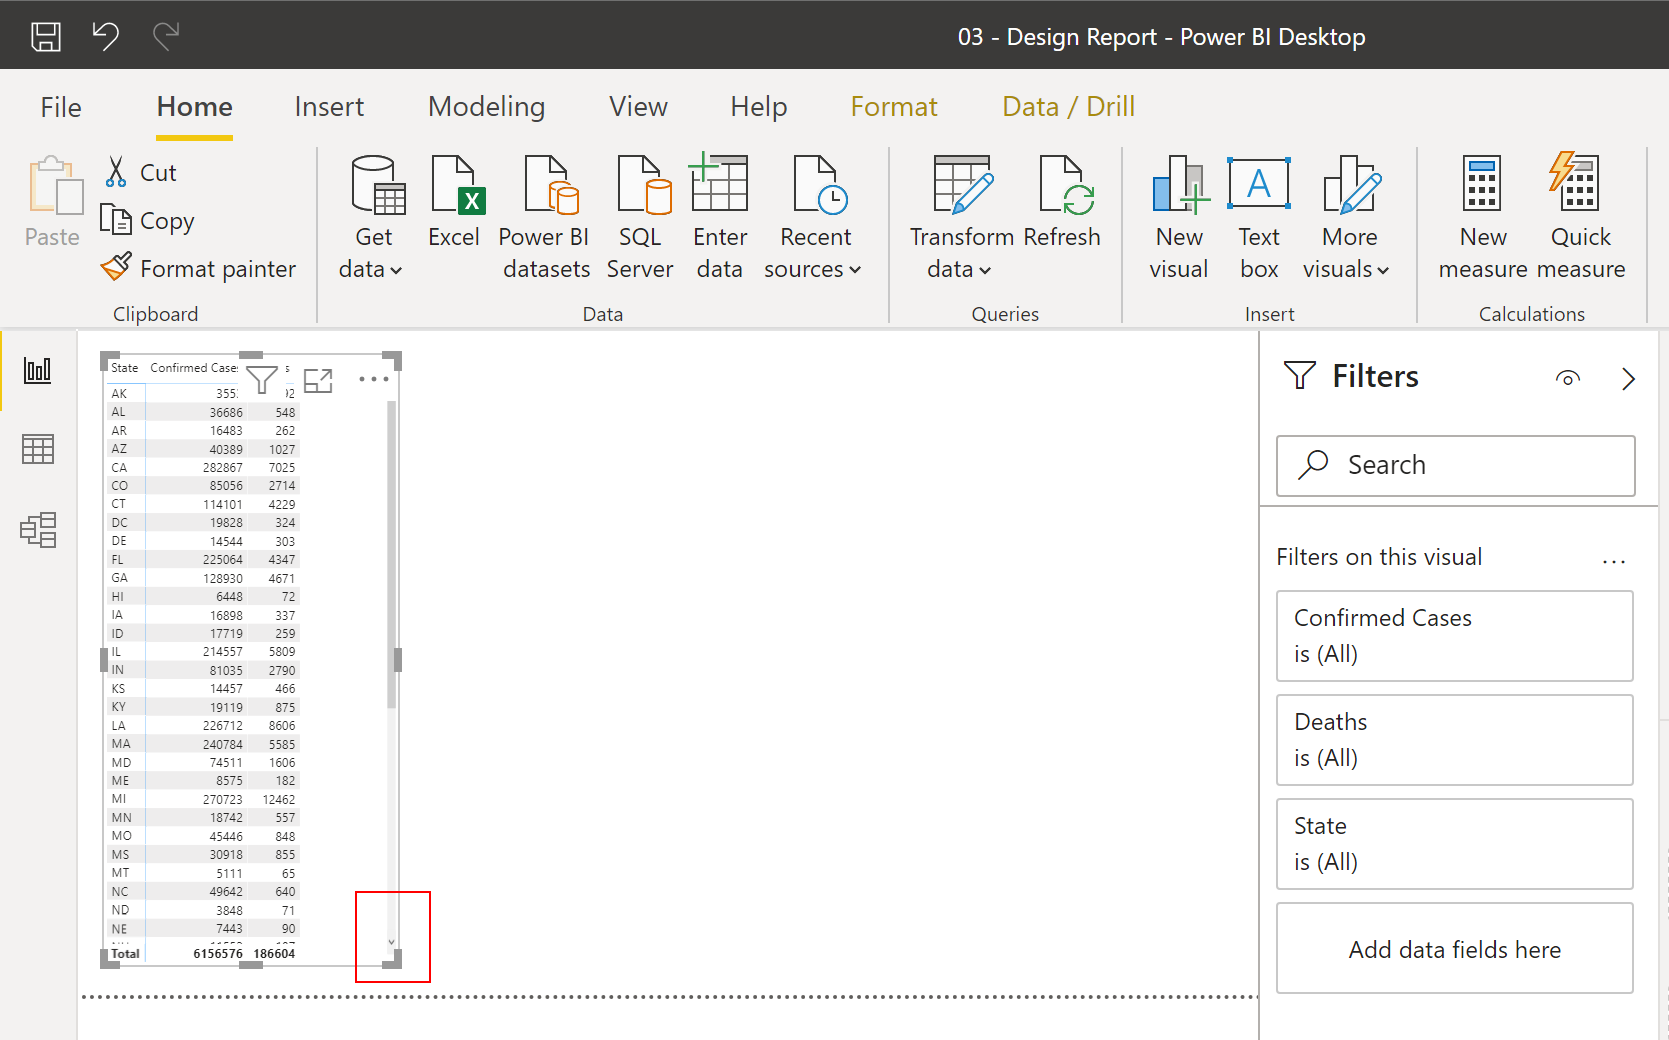 03 - Design Report - Power BI Desktop
File Home Insert Modeling View Help Format Data / Drill
Paste
Cut
Copy
Format painter
Clipboard
Get data
Excel
Power BI datasets
SQL Server
Enter data
Recent sources
Data
Transform data
Refresh
Queries
New visual
A
Text box
More visuals
Insert
New measure
Quick measure
Calculations
State Confirmed Cases
AK
AL 36686 548
AR 16483 262
AZ 40389 1027
CA 282867 7025
CO 85056 2714
CT 114101 4229
DC 19828 324
DE 14544 303
FL 225064 4347
GA 128930 4671
HI 6448 72
IA 16898 337
ID 17719 259
IL 214557 5809
IN 81035 2790
KS 14457 466
KY 19119 875
LA 226712 8606
MA 240784 5585
MD 74511 1606
ME 8575 182
MI 270723 12462
MN 18742 557
MO 45446 848
MS 30918 855
MT 5111 65
NC 49642 640
ND 3848 71
NE 7443 90
Total 6156576 186604
Filters
Search
Filters on this visual
...
Confirmed Cases
is (All)
Deaths
is (All)
State
is (All)
Add data fields here